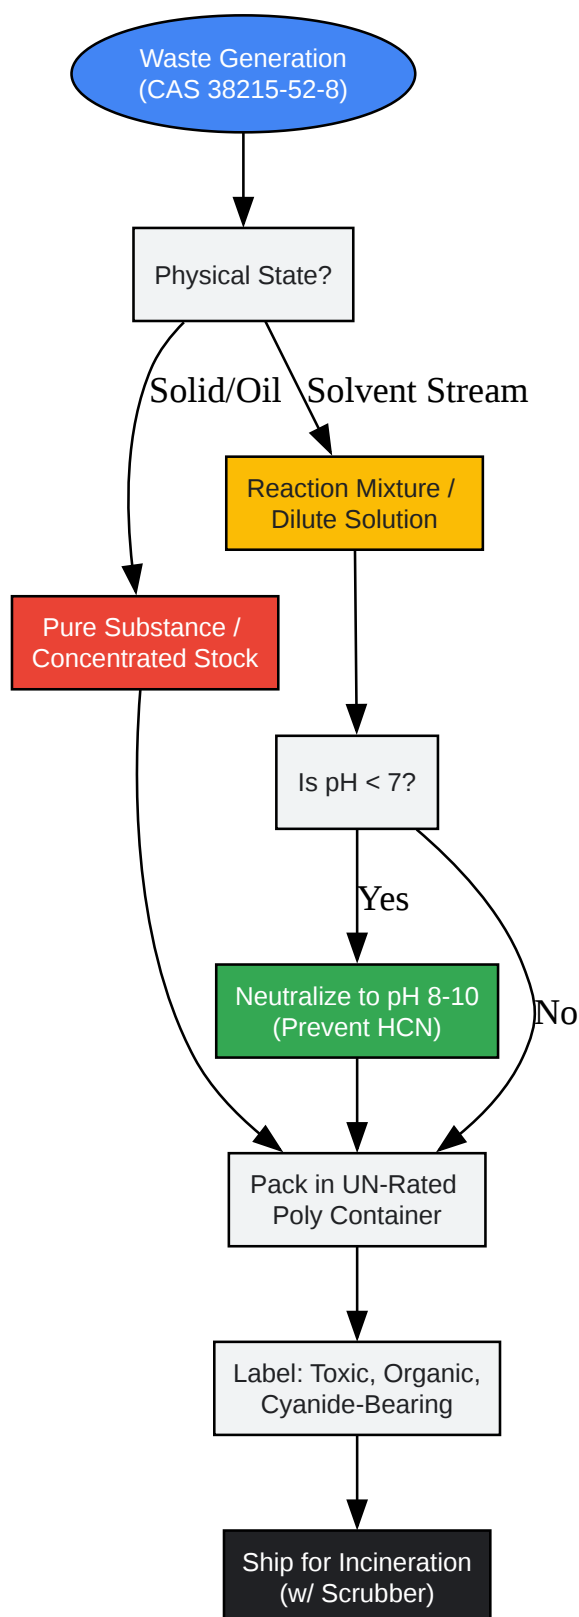 Waste Generation
(CAS 38215-52-8)
Physical State?
Solid/Oil
Solvent Stream
Reaction Mixture /
Dilute Solution
Pure Substance /
Concentrated Stock
Is pH < 7?
Yes
Neutralize to pH 8-10
(Prevent HCN)
No
Pack in UN-Rated
Poly Container
Label: Toxic, Organic,
Cyanide-Bearing
Ship for Incineration
(w/ Scrubber)